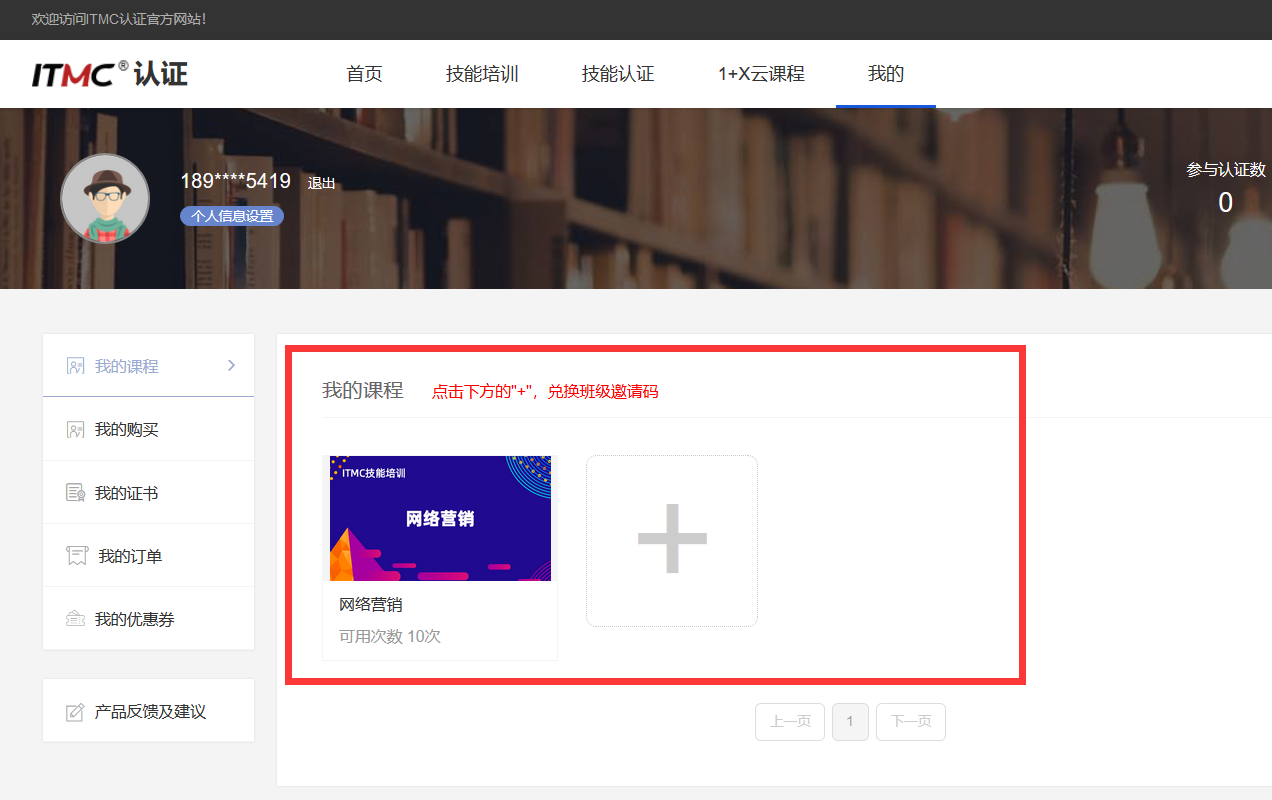 欢迎访问ITMC认证官方网站!
ITMC® 认证
首页 技能培训 技能认证 1+X云课程 我的
189****5419 退出
个人信息设置
参与认证数
0
我的课程
我的购买
我的证书
我的订单
我的优惠券
产品反馈及建议
我的课程 点击下方的"+"，兑换班级邀请码
ITMC技能培训
网络营销
网络营销
可用次数 10次
上一页 1 下一页